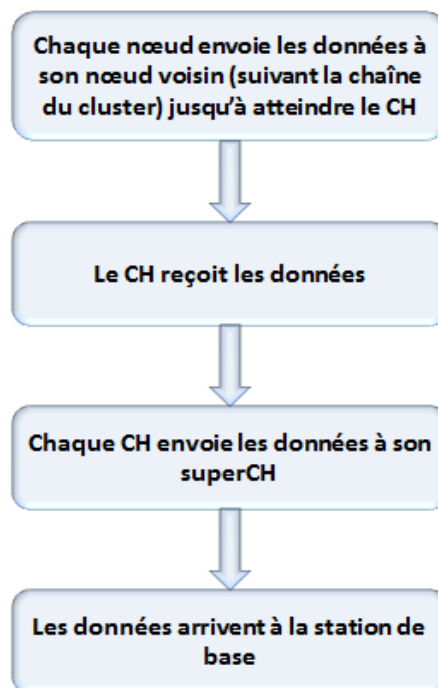 Chaque nœud envoie les données à
son nœud voisin (suivant la chaîne
du cluster) jusqu'à atteindre le CH
Le CH reçoit les données
Chaque CH envoie les données à son
superCH
Les données arrivent à la station de
base